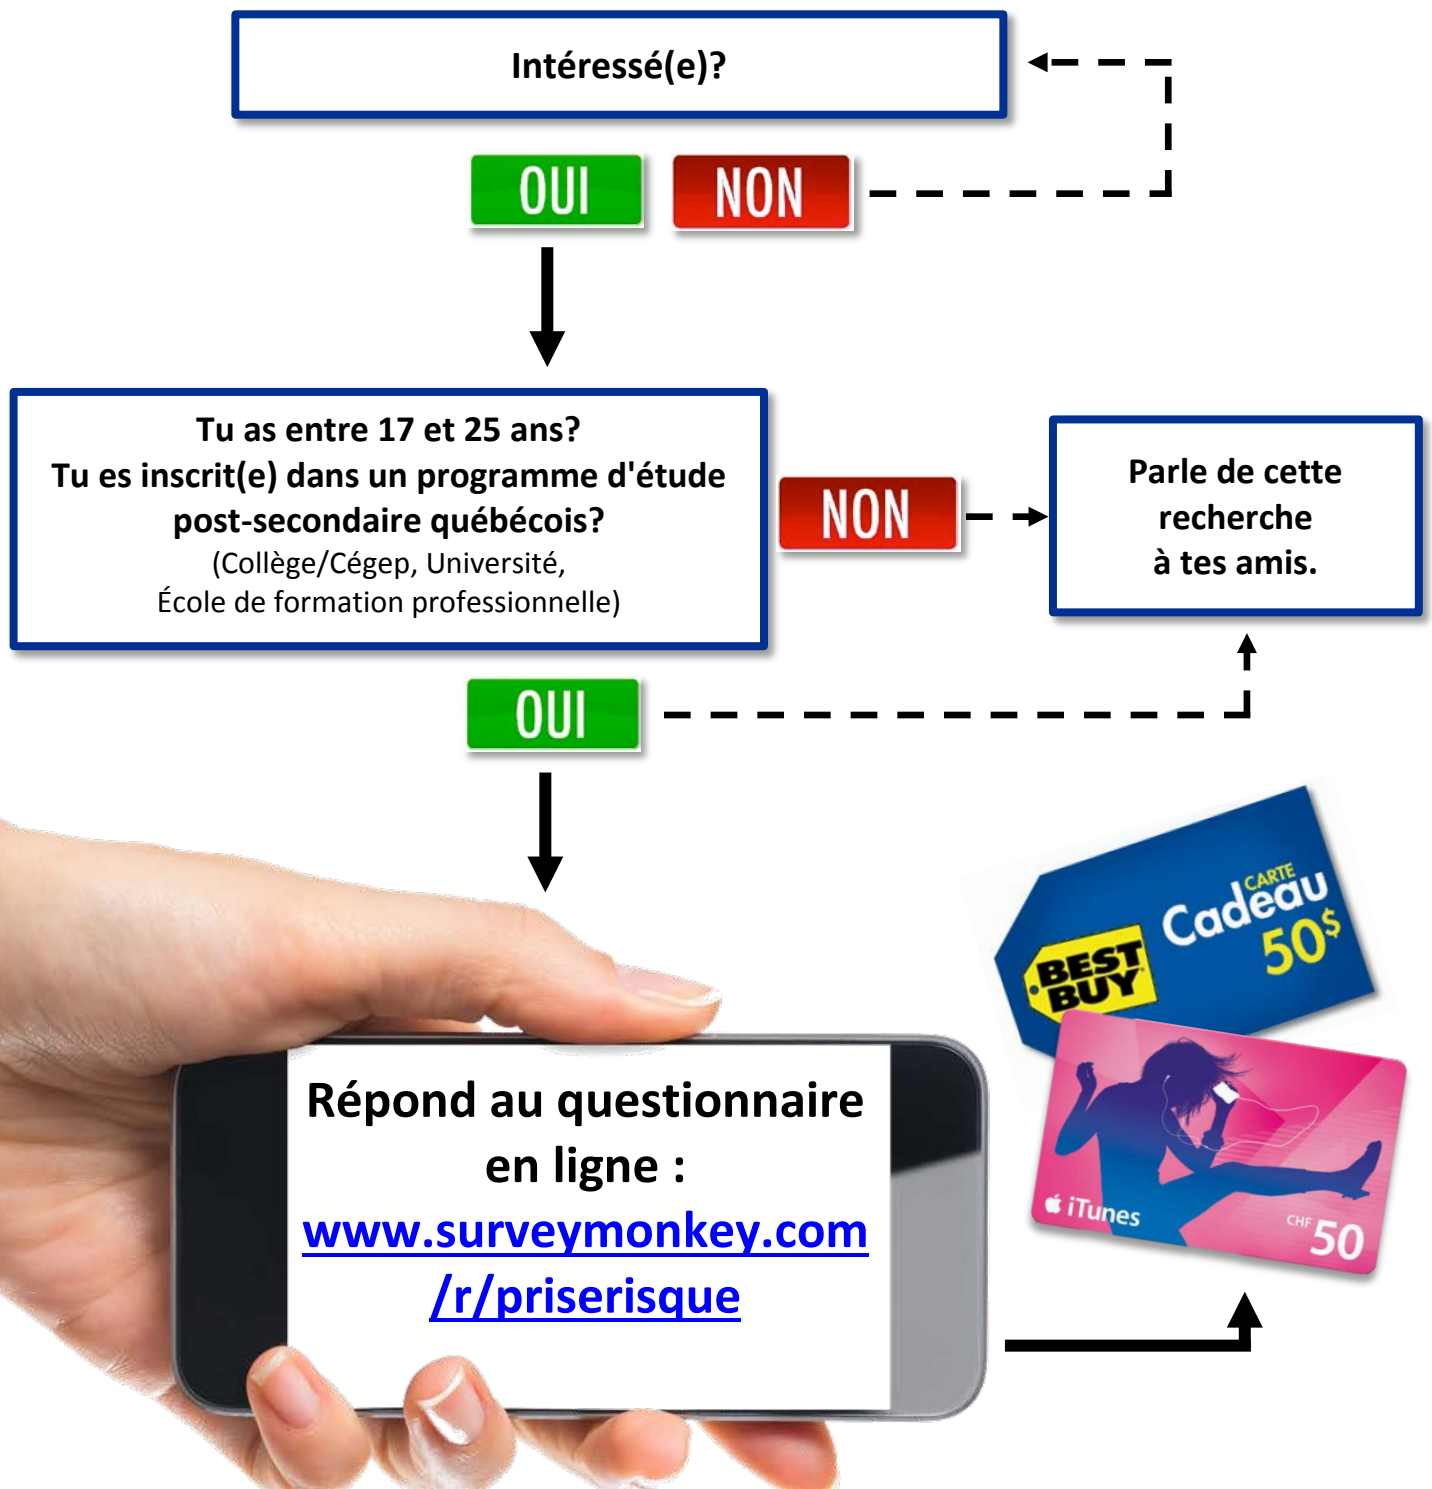 Intéressé(e)?
OUI
NON
Tu as entre 17 et 25 ans?
Tu es inscrit(e) dans un programme d'étude
post-secondaire québécois?
(Collège/Cégep, Université,
École de formation professionnelle)
NON
Parle de cette
recherche
à tes amis.
OUI
CARTE
Cadeau
50$
BEST
BUY
iTunes
CHF 50
Répond au questionnaire
en ligne :
www.surveymonkey.com
/r/priserisque